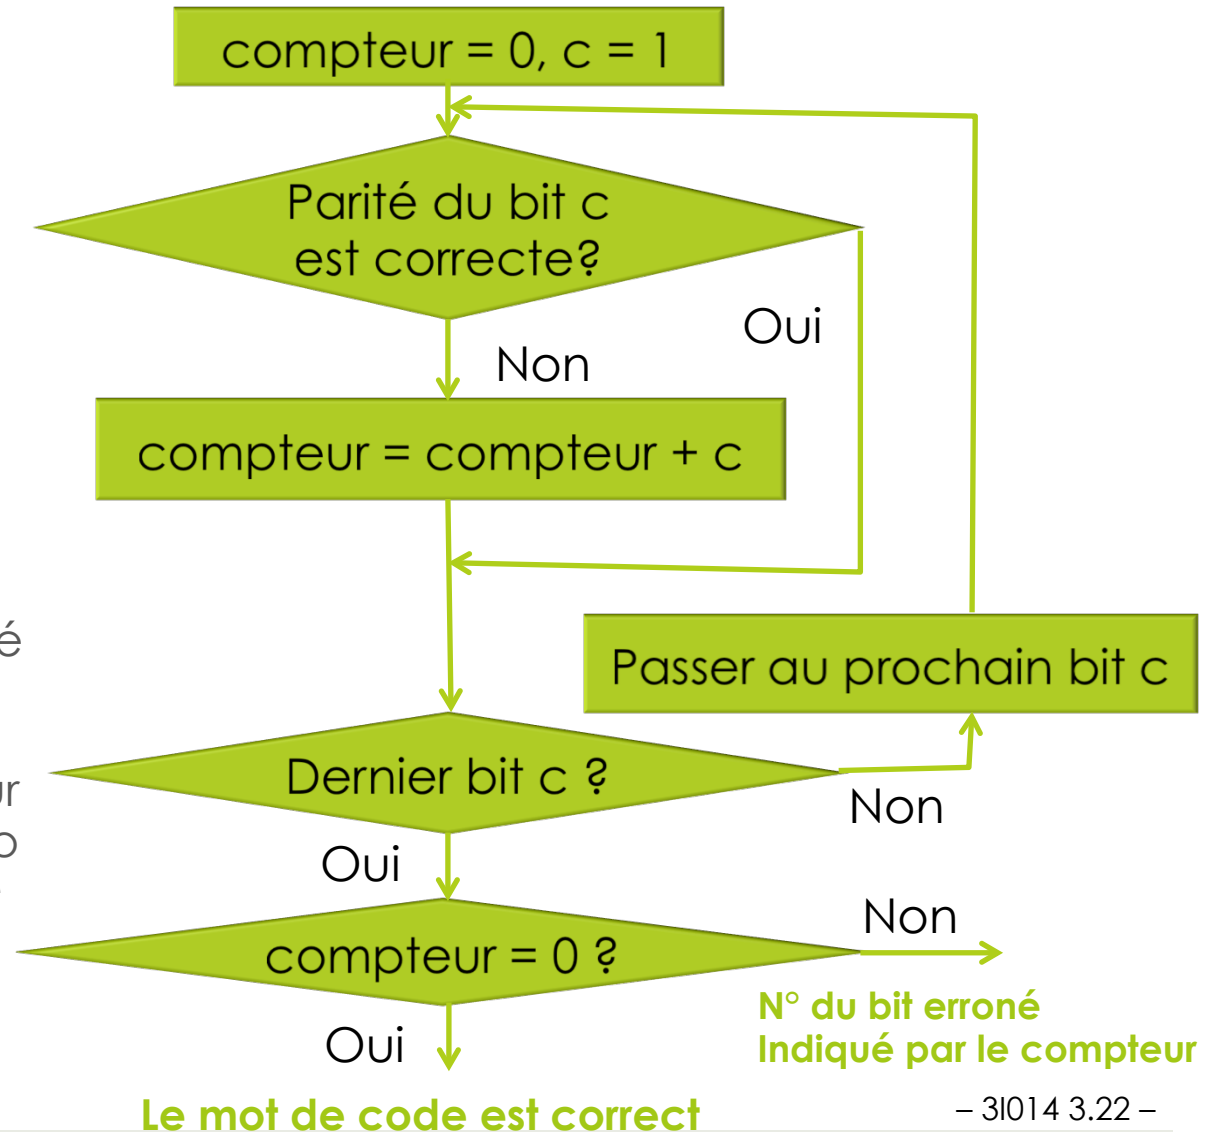 compteur = 0, c = 1
Parité du bit c
est correcte?
Oui
Non
compteur = compteur + c
Passer au prochain bit c
Dernier bit c ?
Non
Oui
Non
compteur = 0 ?
N° du bit erroné
Indiqué par le compteur
Oui
Le mot de code est correct
– 3I014 3.22 –